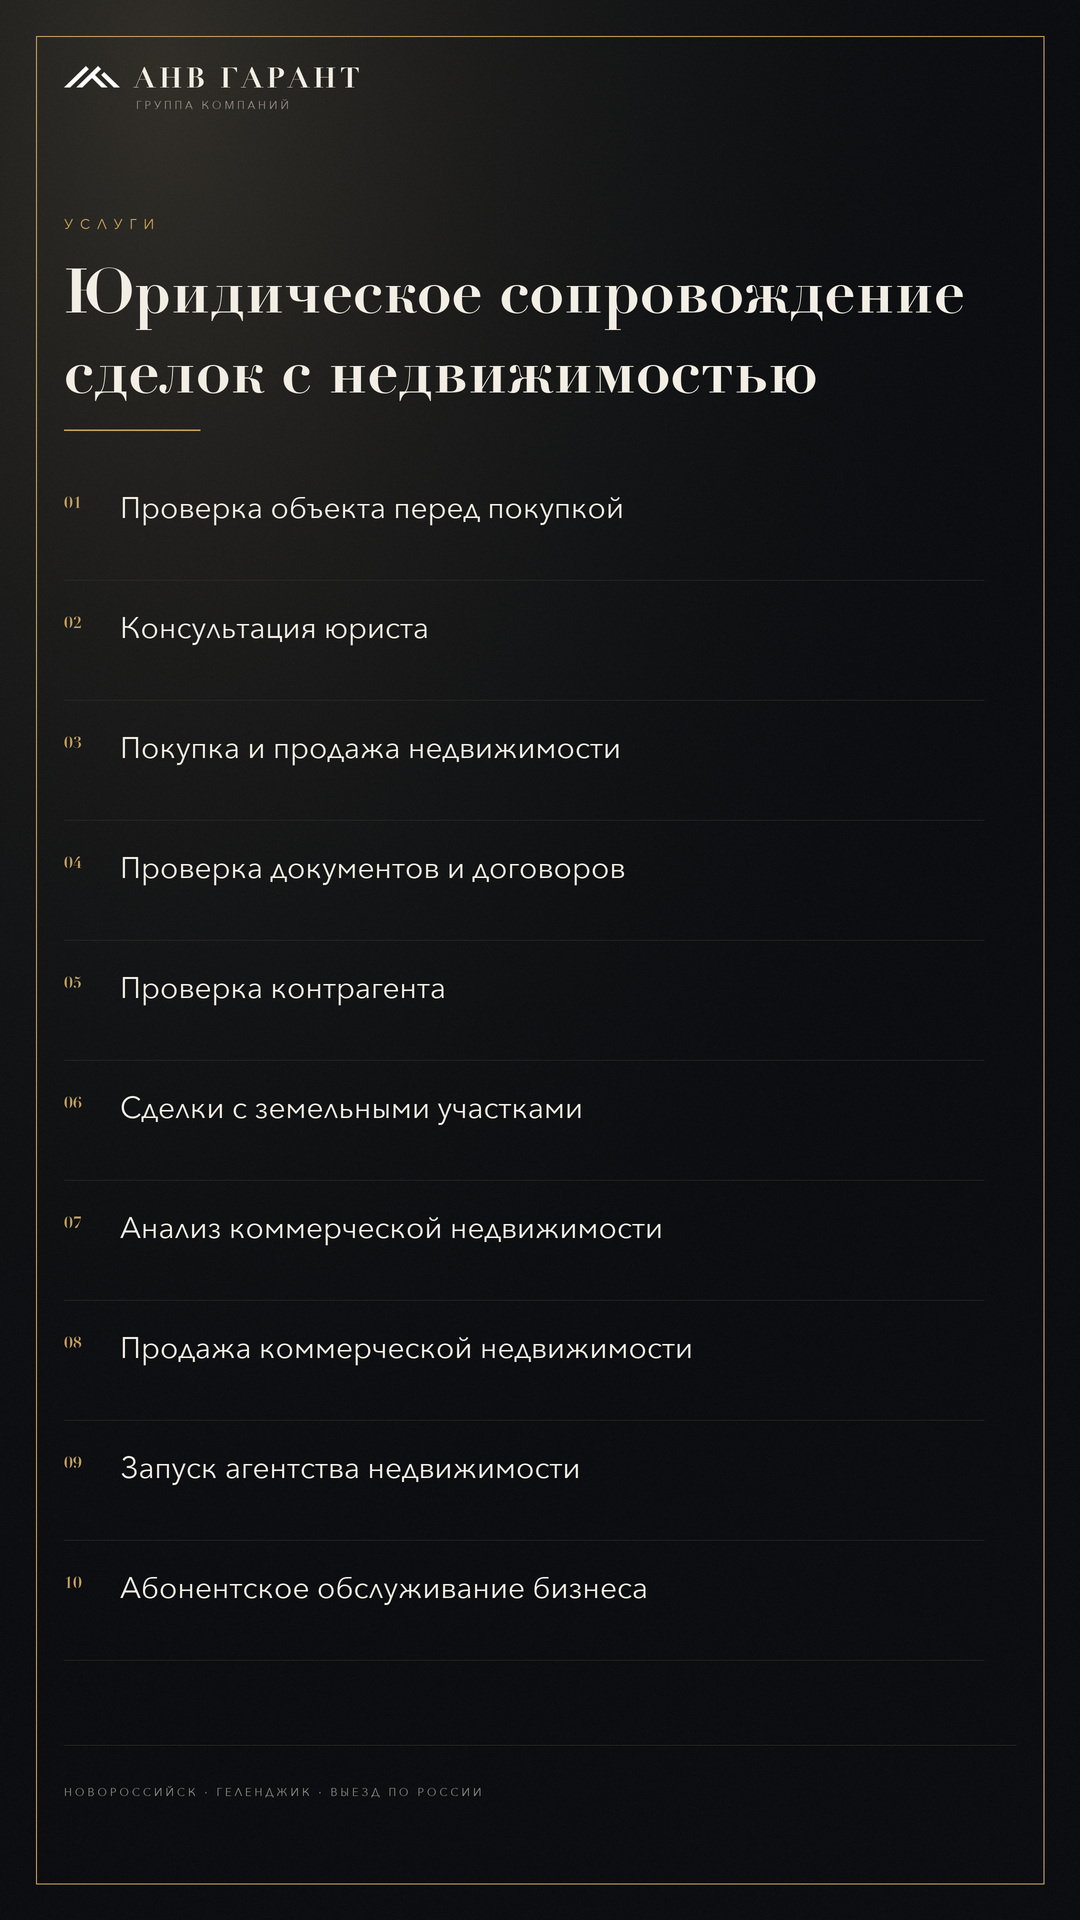 АНВ ГАРАНТ
ГРУППА КОМПАНИЙ
УСЛУГИ
Юридическое сопровождение
сделок с недвижимостью
01 Проверка объекта перед покупкой
02 Консультация юриста
03 Покупка и продажа недвижимости
04 Проверка документов и договоров
05 Проверка контрагента
06 Сделки с земельными участками
07 Анализ коммерческой недвижимости
08 Продажа коммерческой недвижимости
09 Запуск агентства недвижимости
10 Абонентское обслуживание бизнеса
НОВОРОССИЙСК · ГЕЛЕНДЖИК · ВЫЕЗД ПО РОССИИ